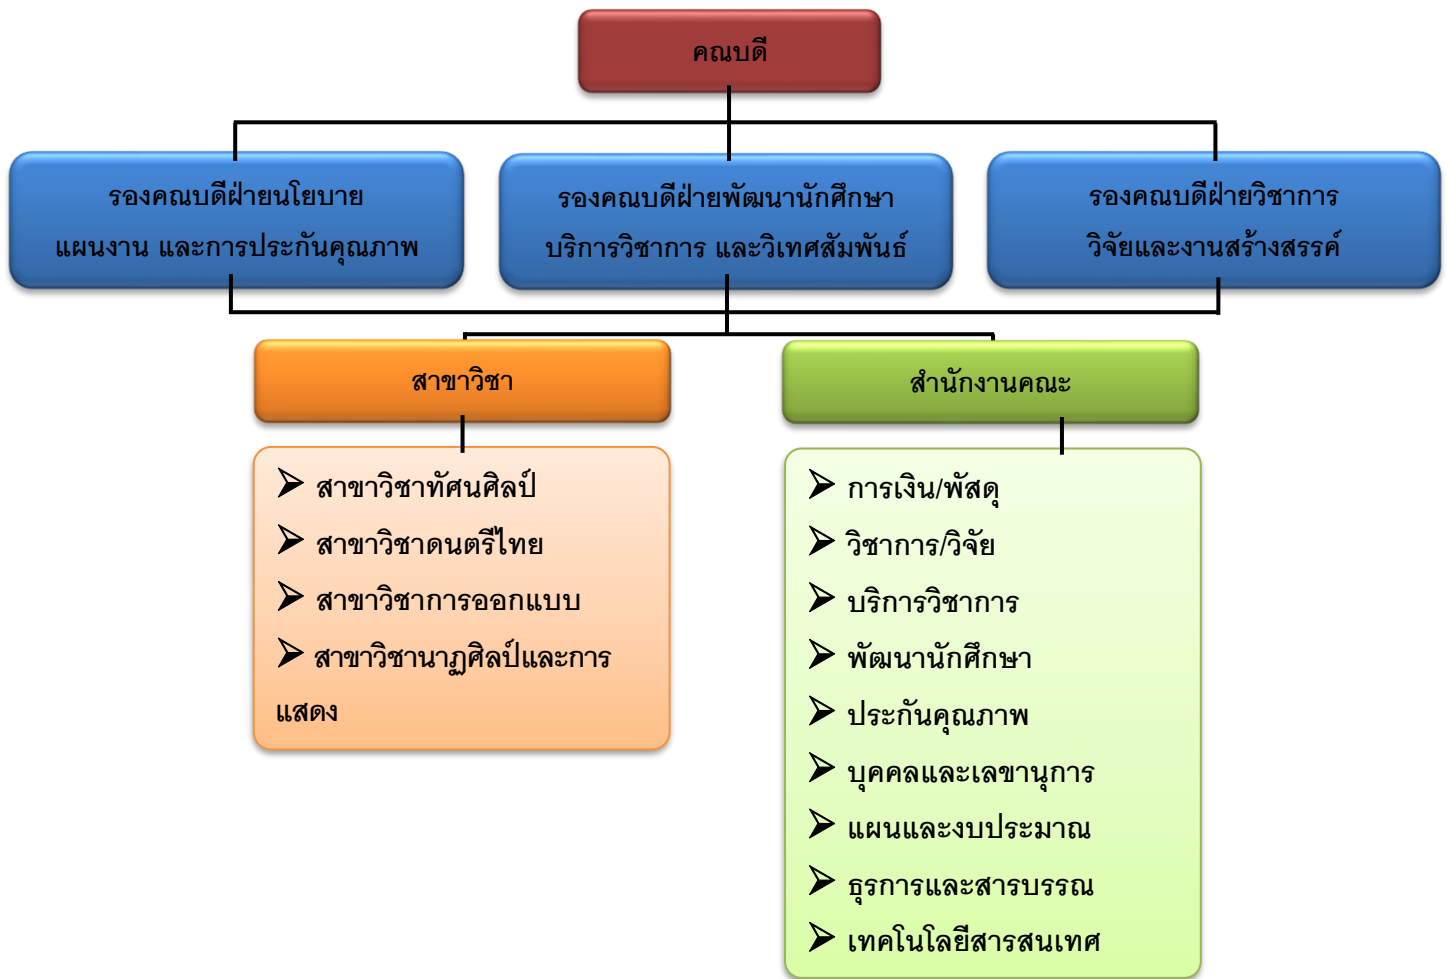 คณบดี
รองคณบดีฝ่ายนโยบาย
แผนงาน และการประกันคุณภาพ
รองคณบดีฝ่ายพัฒนานักศึกษา
บริการวิชาการ และวิเทศสัมพันธ์
รองคณบดีฝ่ายวิชาการ
วิจัยและงานสร้างสรรค์
สาขาวิชา
สาขาวิชาทัศนศิลป์
สาขาวิชาดนตรีไทย
สาขาวิชาการออกแบบ
สาขาวิชานาฏศิลป์และการ
แสดง
สำนักงานคณะ
การเงิน/พัสดุ
วิชาการ/วิจัย
บริการวิชาการ
พัฒนานักศึกษา
ประกันคุณภาพ
บุคคลและเลขานุการ
แผนและงบประมาณ
ธุรการและสารบรรณ
เทคโนโลยีสารสนเทศ